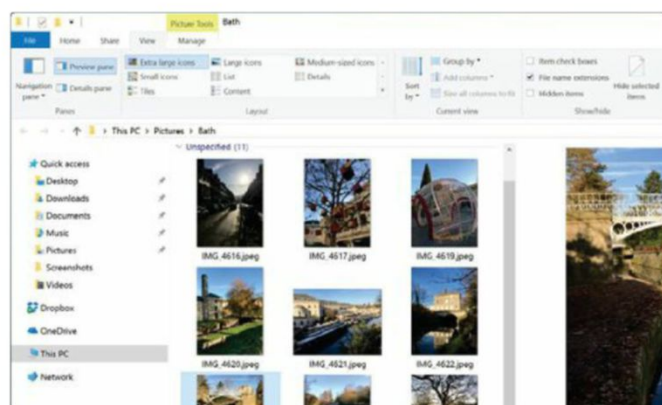 Picture Tools Bath
File Home Share View Manage
Navigation pane
Preview pane
Details pane
Panes
Extra large icons Large icons Medium-sized icons
Small icons List Details
Tiles Content
Layout
Sort by
Group by
Add columns
Size all columns to fit
Current view
Item check boxes
File name extensions
Hidden items
Hide selected items
Show/hide
This PC > Pictures > Bath
Unspecified (11)
Quick access
Desktop
Downloads
Documents
Music
Pictures
Screenshots
Videos
Dropbox
OneDrive
This PC
Network
IMG_4616.jpeg IMG_4617.jpeg IMG_4619.jpeg
IMG_4620.jpeg IMG_4621.jpeg IMG_4622.jpeg